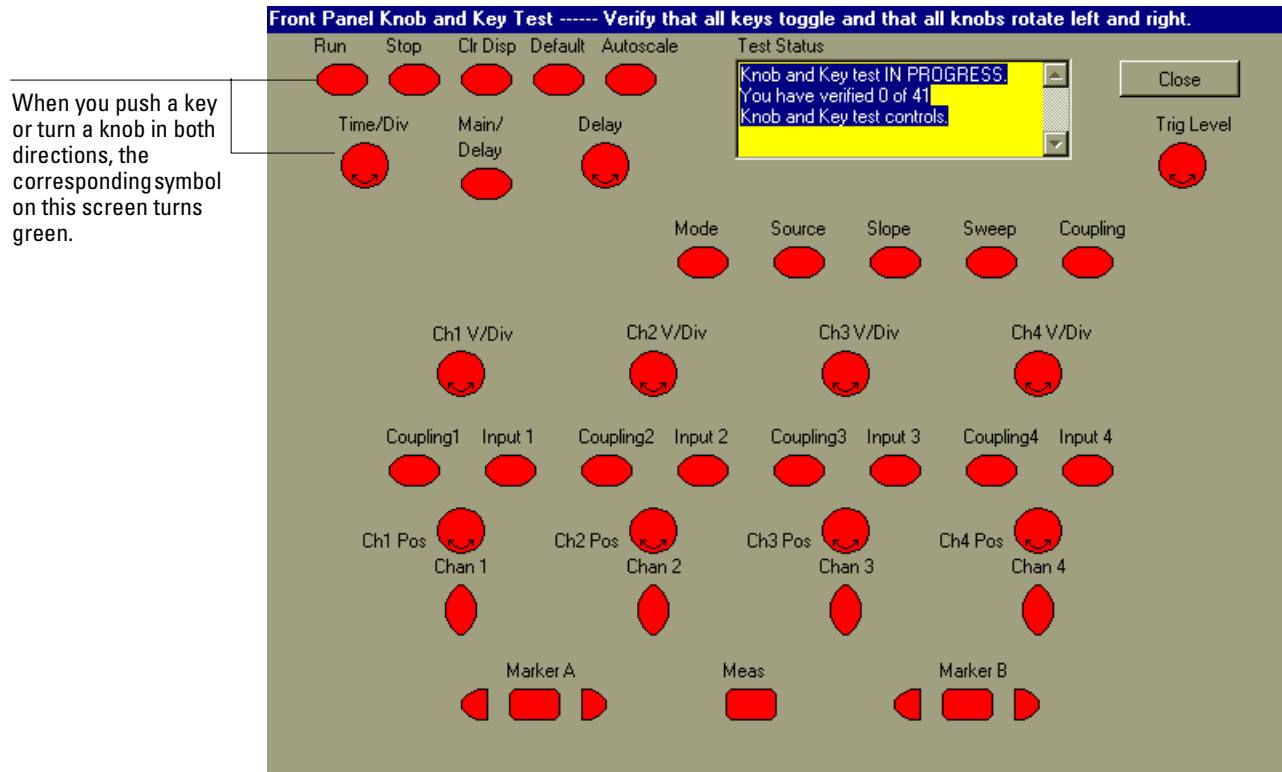 Front Panel Knob and Key Test ------ Verify that all keys toggle and that all knobs rotate left and right.
Run Stop Clr Disp Default Autoscale Test Status
Knob and Key test IN PROGRESS.
You have verified 0 of 41
Knob and Key test controls.
Close
When you push a key
or turn a knob in both
directions, the
corresponding symbol
on this screen turns
green.
Time/Div Main/
Delay
Delay
Trig Level
Mode Source Slope Sweep Coupling
Ch1 V/Div Ch2 V/Div Ch3 V/Div Ch4 V/Div
Coupling1 Input 1 Coupling2 Input 2 Coupling3 Input 3 Coupling4 Input 4
Ch1 Pos Ch2 Pos Ch3 Pos Ch4 Pos
Chan 1 Chan 2 Chan 3 Chan 4
Marker A Meas Marker B